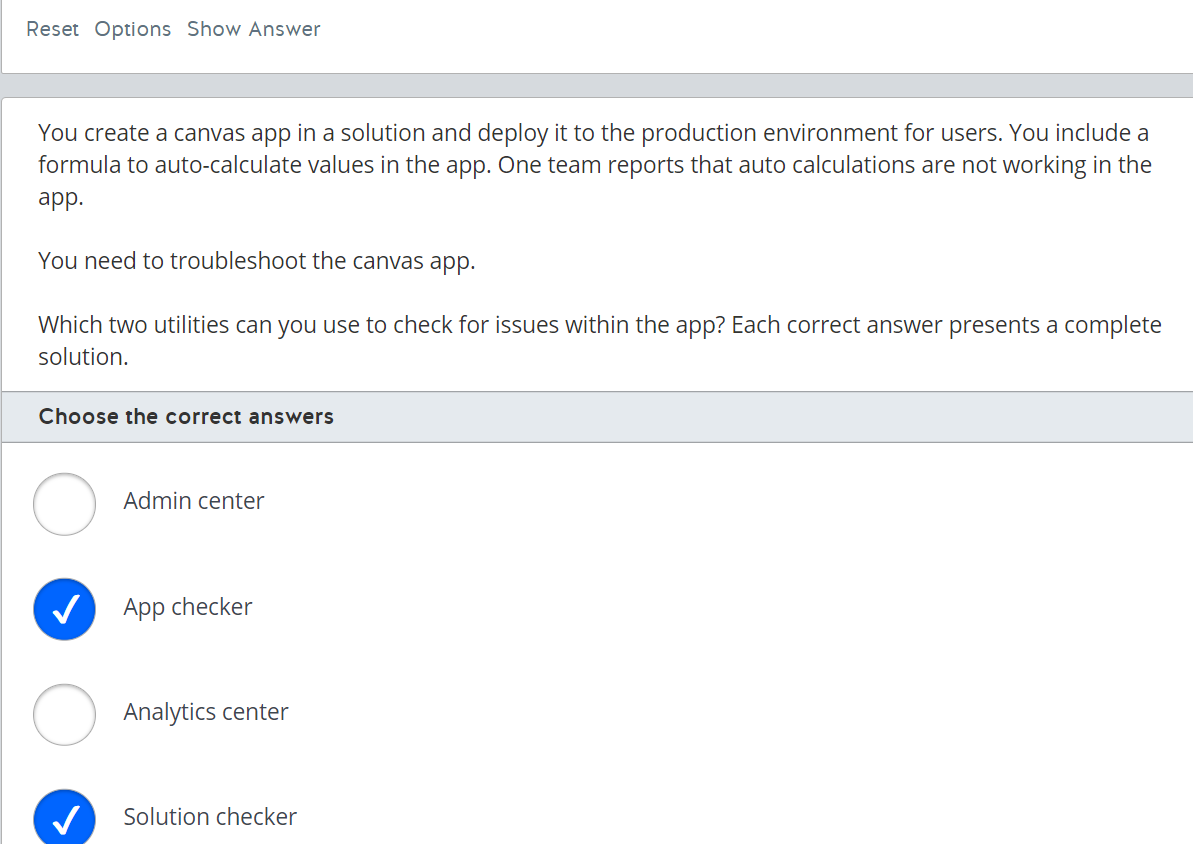 Reset Options Show Answer
You create a canvas app in a solution and deploy it to the production environment for users. You include a
formula to auto-calculate values in the app. One team reports that auto calculations are not working in the
app.
You need to troubleshoot the canvas app.
Which two utilities can you use to check for issues within the app? Each correct answer presents a complete
solution.
Choose the correct answers
Admin center
App checker
Analytics center
Solution checker